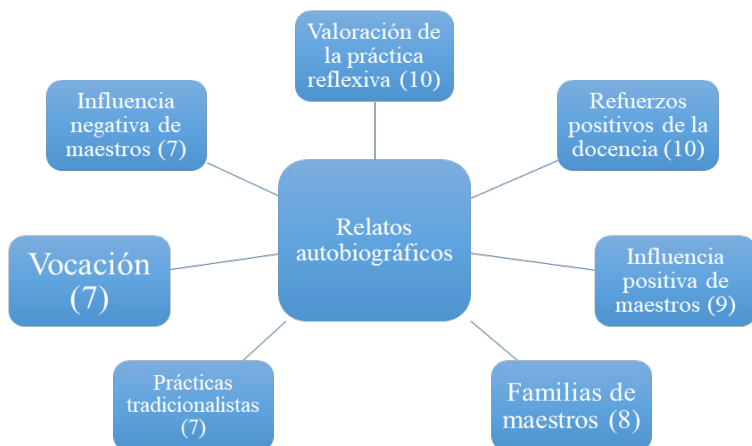 Valoración de
la práctica
reflexiva (10)
Refuerzos
positivos de la
docencia (10)
Influencia
positiva de
maestros (9)
Familias de
maestros (8)
Prácticas
tradicionalistas
(7)
Vocación
(7)
Influencia
negativa de
maestros (7)
Relatos
autobiográficos